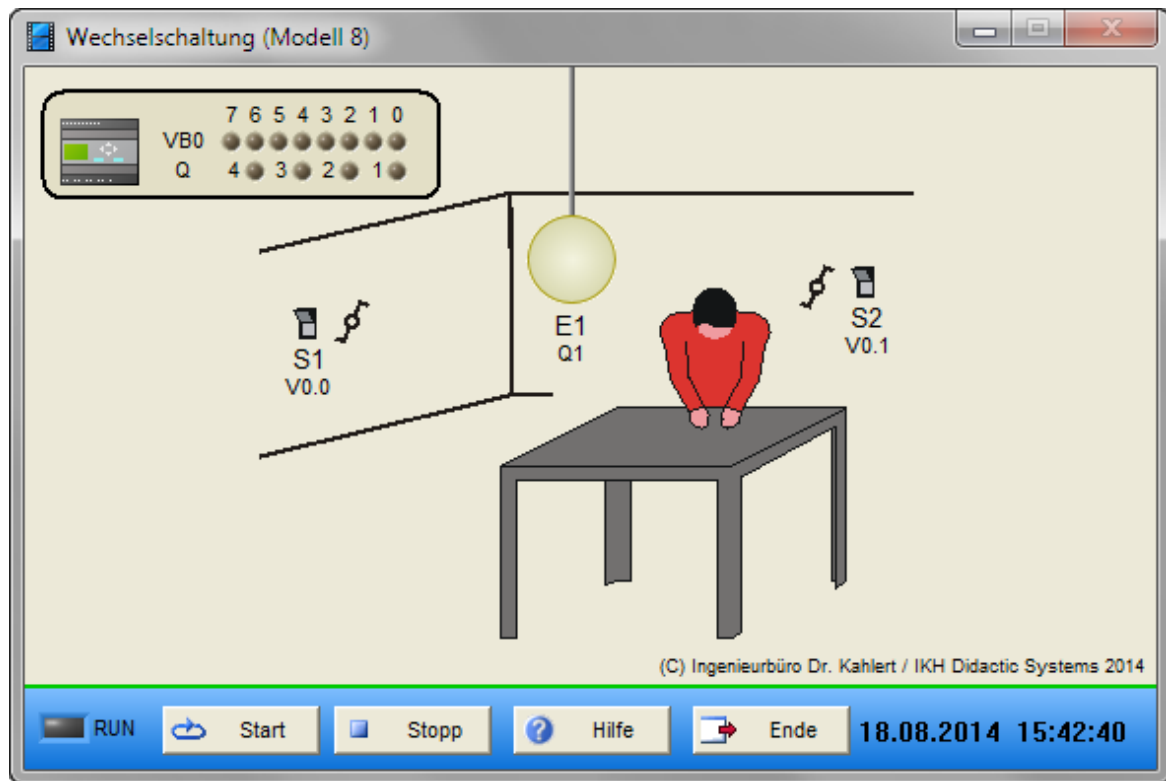 Wechselschaltung (Modell 8)
7 6 5 4 3 2 1 0
VB0
Q 4 3 2 1
E1
Q1
S1
V0.0
S2
V0.1
(C) Ingenieurbüro Dr. Kahlert / IKH Didactic Systems 2014
RUN Start Stopp Hilfe Ende 18.08.2014 15:42:40